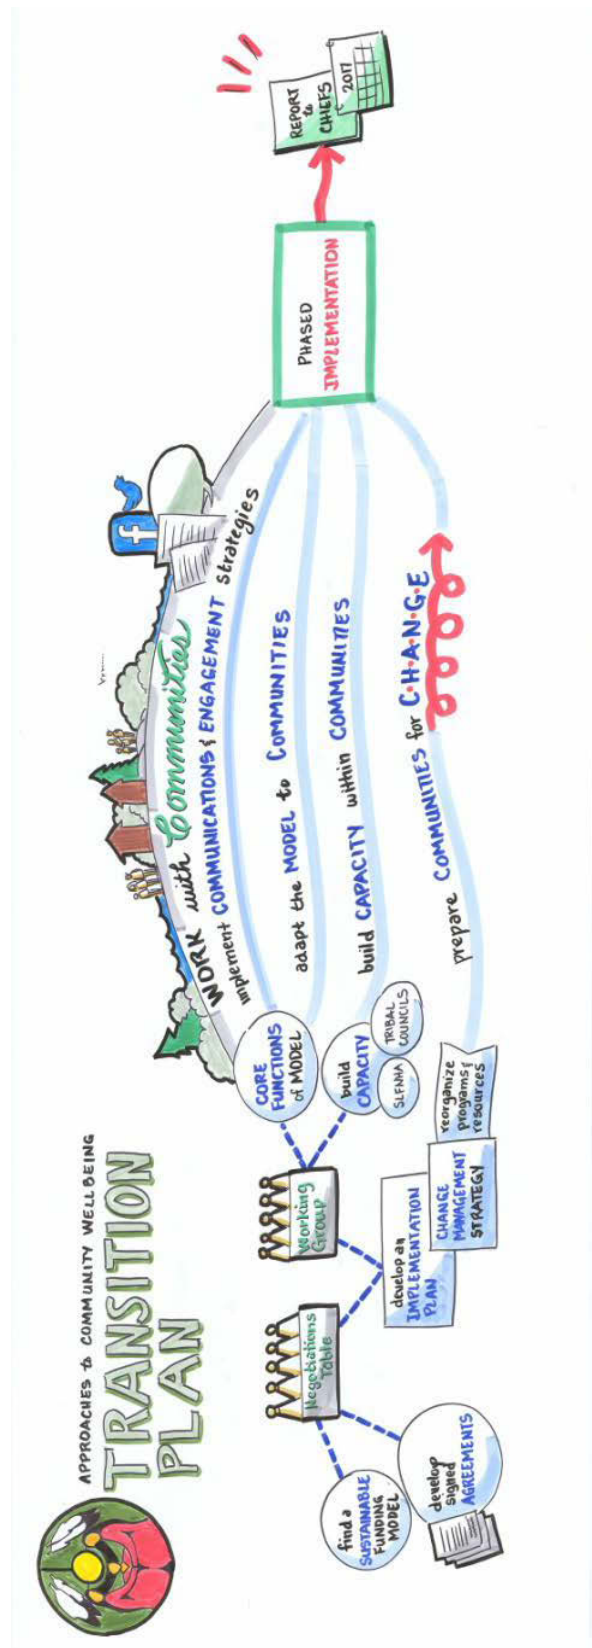 APPROACHES to COMMUNITY WELLBEING
TRANSITION
PLAN
find a
SUSTAINABLE
FUNDING
MODEL
develop
signed
AGREEMENTS
Negotiations
Table
develop an
IMPLEMENTATION
PLAN
CHANGE
MANAGEMENT
STRATEGY
reorganize
programs &
resources
Working
Group
CORE
FUNCTIONS
of MODEL
build
CAPACITY
SLFNHA
TRIBAL
COUNCILS
WORK with Communities
implement COMMUNICATIONS & ENGAGEMENT strategies
adapt the MODEL to COMMUNITIES
build CAPACITY within COMMUNITIES
prepare COMMUNITIES for C•H•A•N•G•E
f
PHASED
IMPLEMENTATION
REPORT
to
CHIEFS
2017